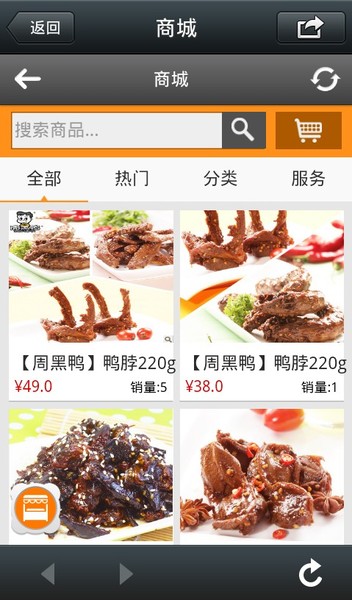 返回
商城
商城
搜索商品...
全部
热门
分类
服务
【周黑鸭】鸭脖220g
¥49.0
销量:5
【周黑鸭】鸭脖220g
¥38.0
销量:1